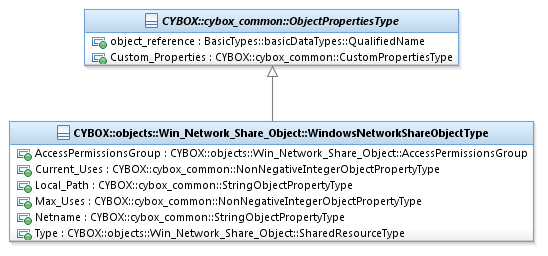 CYBOX::cybox_common::ObjectPropertiesType
object_reference : BasicTypes::basicDataTypes::QualifiedName
Custom_Properties : CYBOX::cybox_common::CustomPropertiesType
CYBOX::objects::Win_Network_Share_Object::WindowsNetworkShareObjectType
AccessPermissionsGroup : CYBOX::objects::Win_Network_Share_Object::AccessPermissionsGroup
Current_Uses : CYBOX::cybox_common::NonNegativeIntegerObjectPropertyType
Local_Path : CYBOX::cybox_common::StringObjectPropertyType
Max_Uses : CYBOX::cybox_common::NonNegativeIntegerObjectPropertyType
Netname : CYBOX::cybox_common::StringObjectPropertyType
Type : CYBOX::objects::Win_Network_Share_Object::SharedResourceType